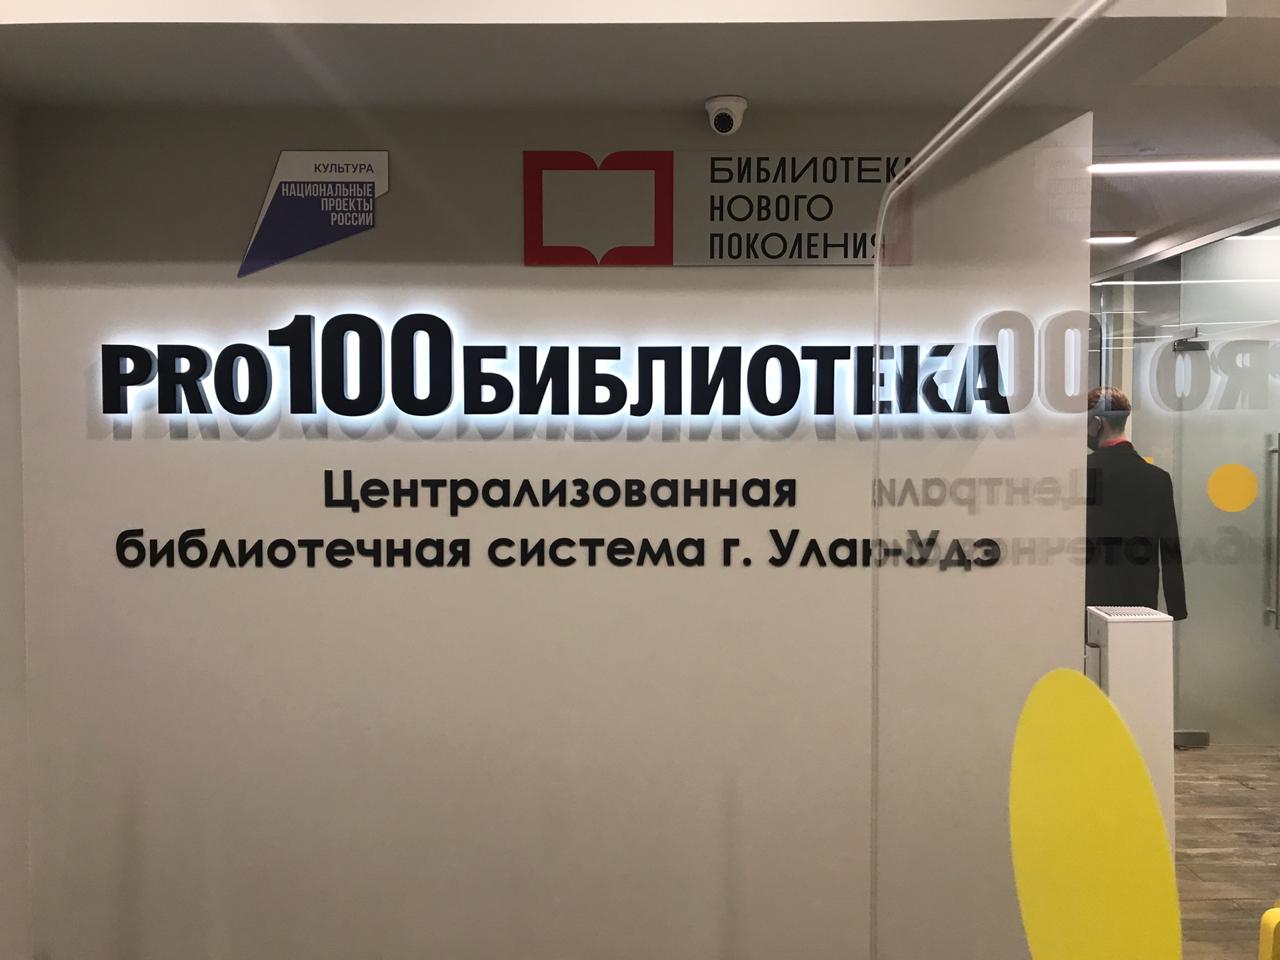 КУЛЬТУРА
НАЦИОНАЛЬНЫЕ
ПРОЕКТЫ
РОССИИ
БИБЛИОТЕКА
НОВОГО
ПОКОЛЕНИЯ
PRO100БИБЛИОТЕКА
Централизованная
библиотечная система г. Улан-Удэ